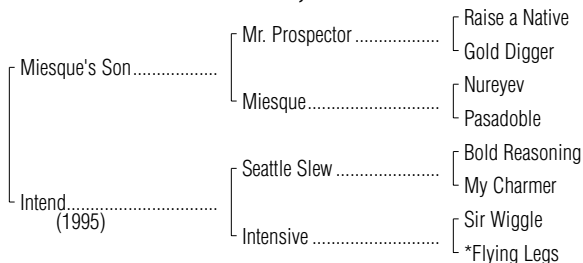 Raise a Native
Mr. Prospector ....................
Gold Digger
Miesque's Son..................
Nureyev
Miesque...............................
Pasadoble
Bold Reasoning
Seattle Slew ........................
My Charmer
Intend................................
(1995)
Sir Wiggle
Intensive ..............................
*Flying Legs